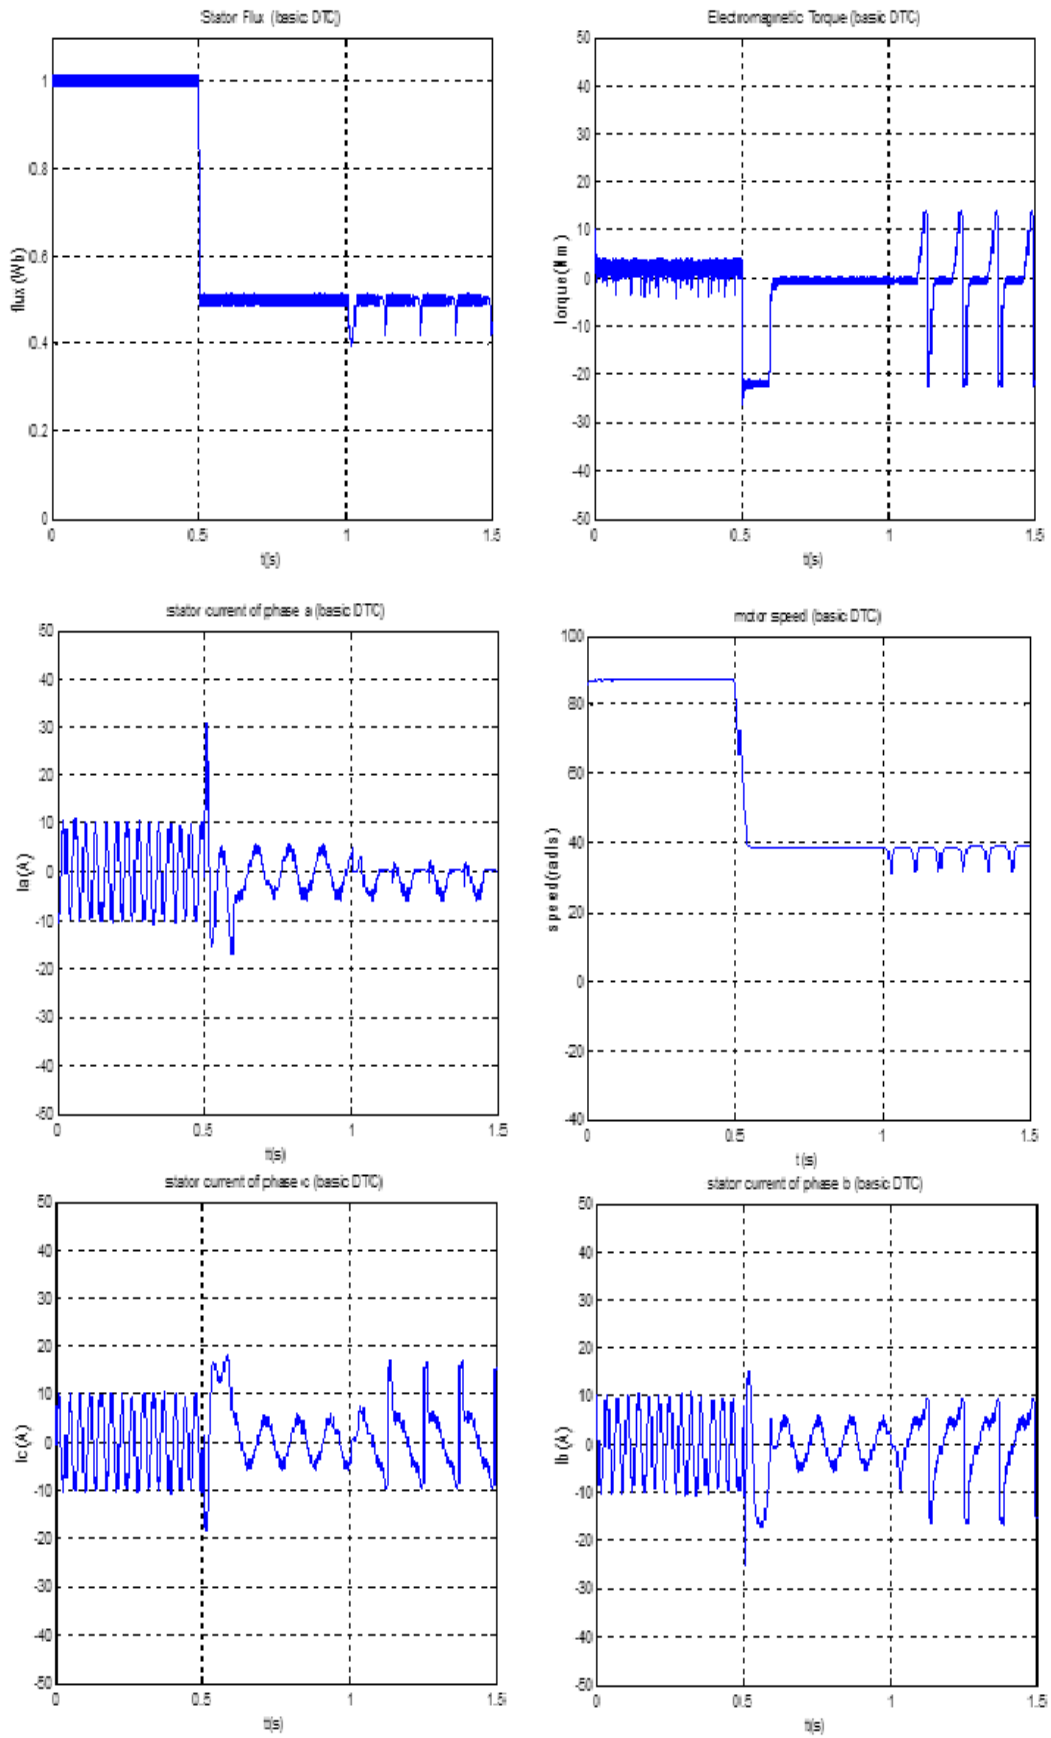 Stator Flux (basic DTC)
flux (Wb)
1
0.8
0.6
0.4
0.2
0
0 0.5 1 1.5
t(s)
Electromagnetic Torque (basic DTC)
Torque (Nm)
50
40
30
20
10
0
-10
-20
-30
-40
-50
0 0.5 1 1.5
t(s)
stator current of phase a (basic DTC)
Ia (A)
50
40
30
20
10
0
-10
-20
-30
-40
-50
0 0.5 1 1.5
t(s)
motor speed (basic DTC)
speed (rad/s)
100
80
60
40
20
0
-20
-40
0 0.5 1 1.5
t (s)
stator current of phase c (basic DTC)
Ic (A)
50
40
30
20
10
0
-10
-20
-30
-40
-50
0 0.5 1 1.5
t(s)
stator current of phase b (basic DTC)
Ib (A)
50
40
30
20
10
0
-10
-20
-30
-40
-50
0 0.5 1 1.5
t(s)